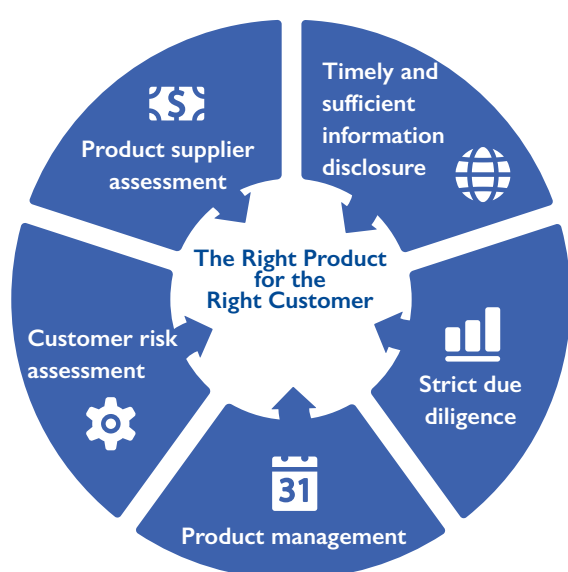 Timely and
sufficient
information
disclosure
Product supplier
assessment
The Right Product
for the
Right Customer
Customer risk
assessment
Strict due
diligence
31
Product management